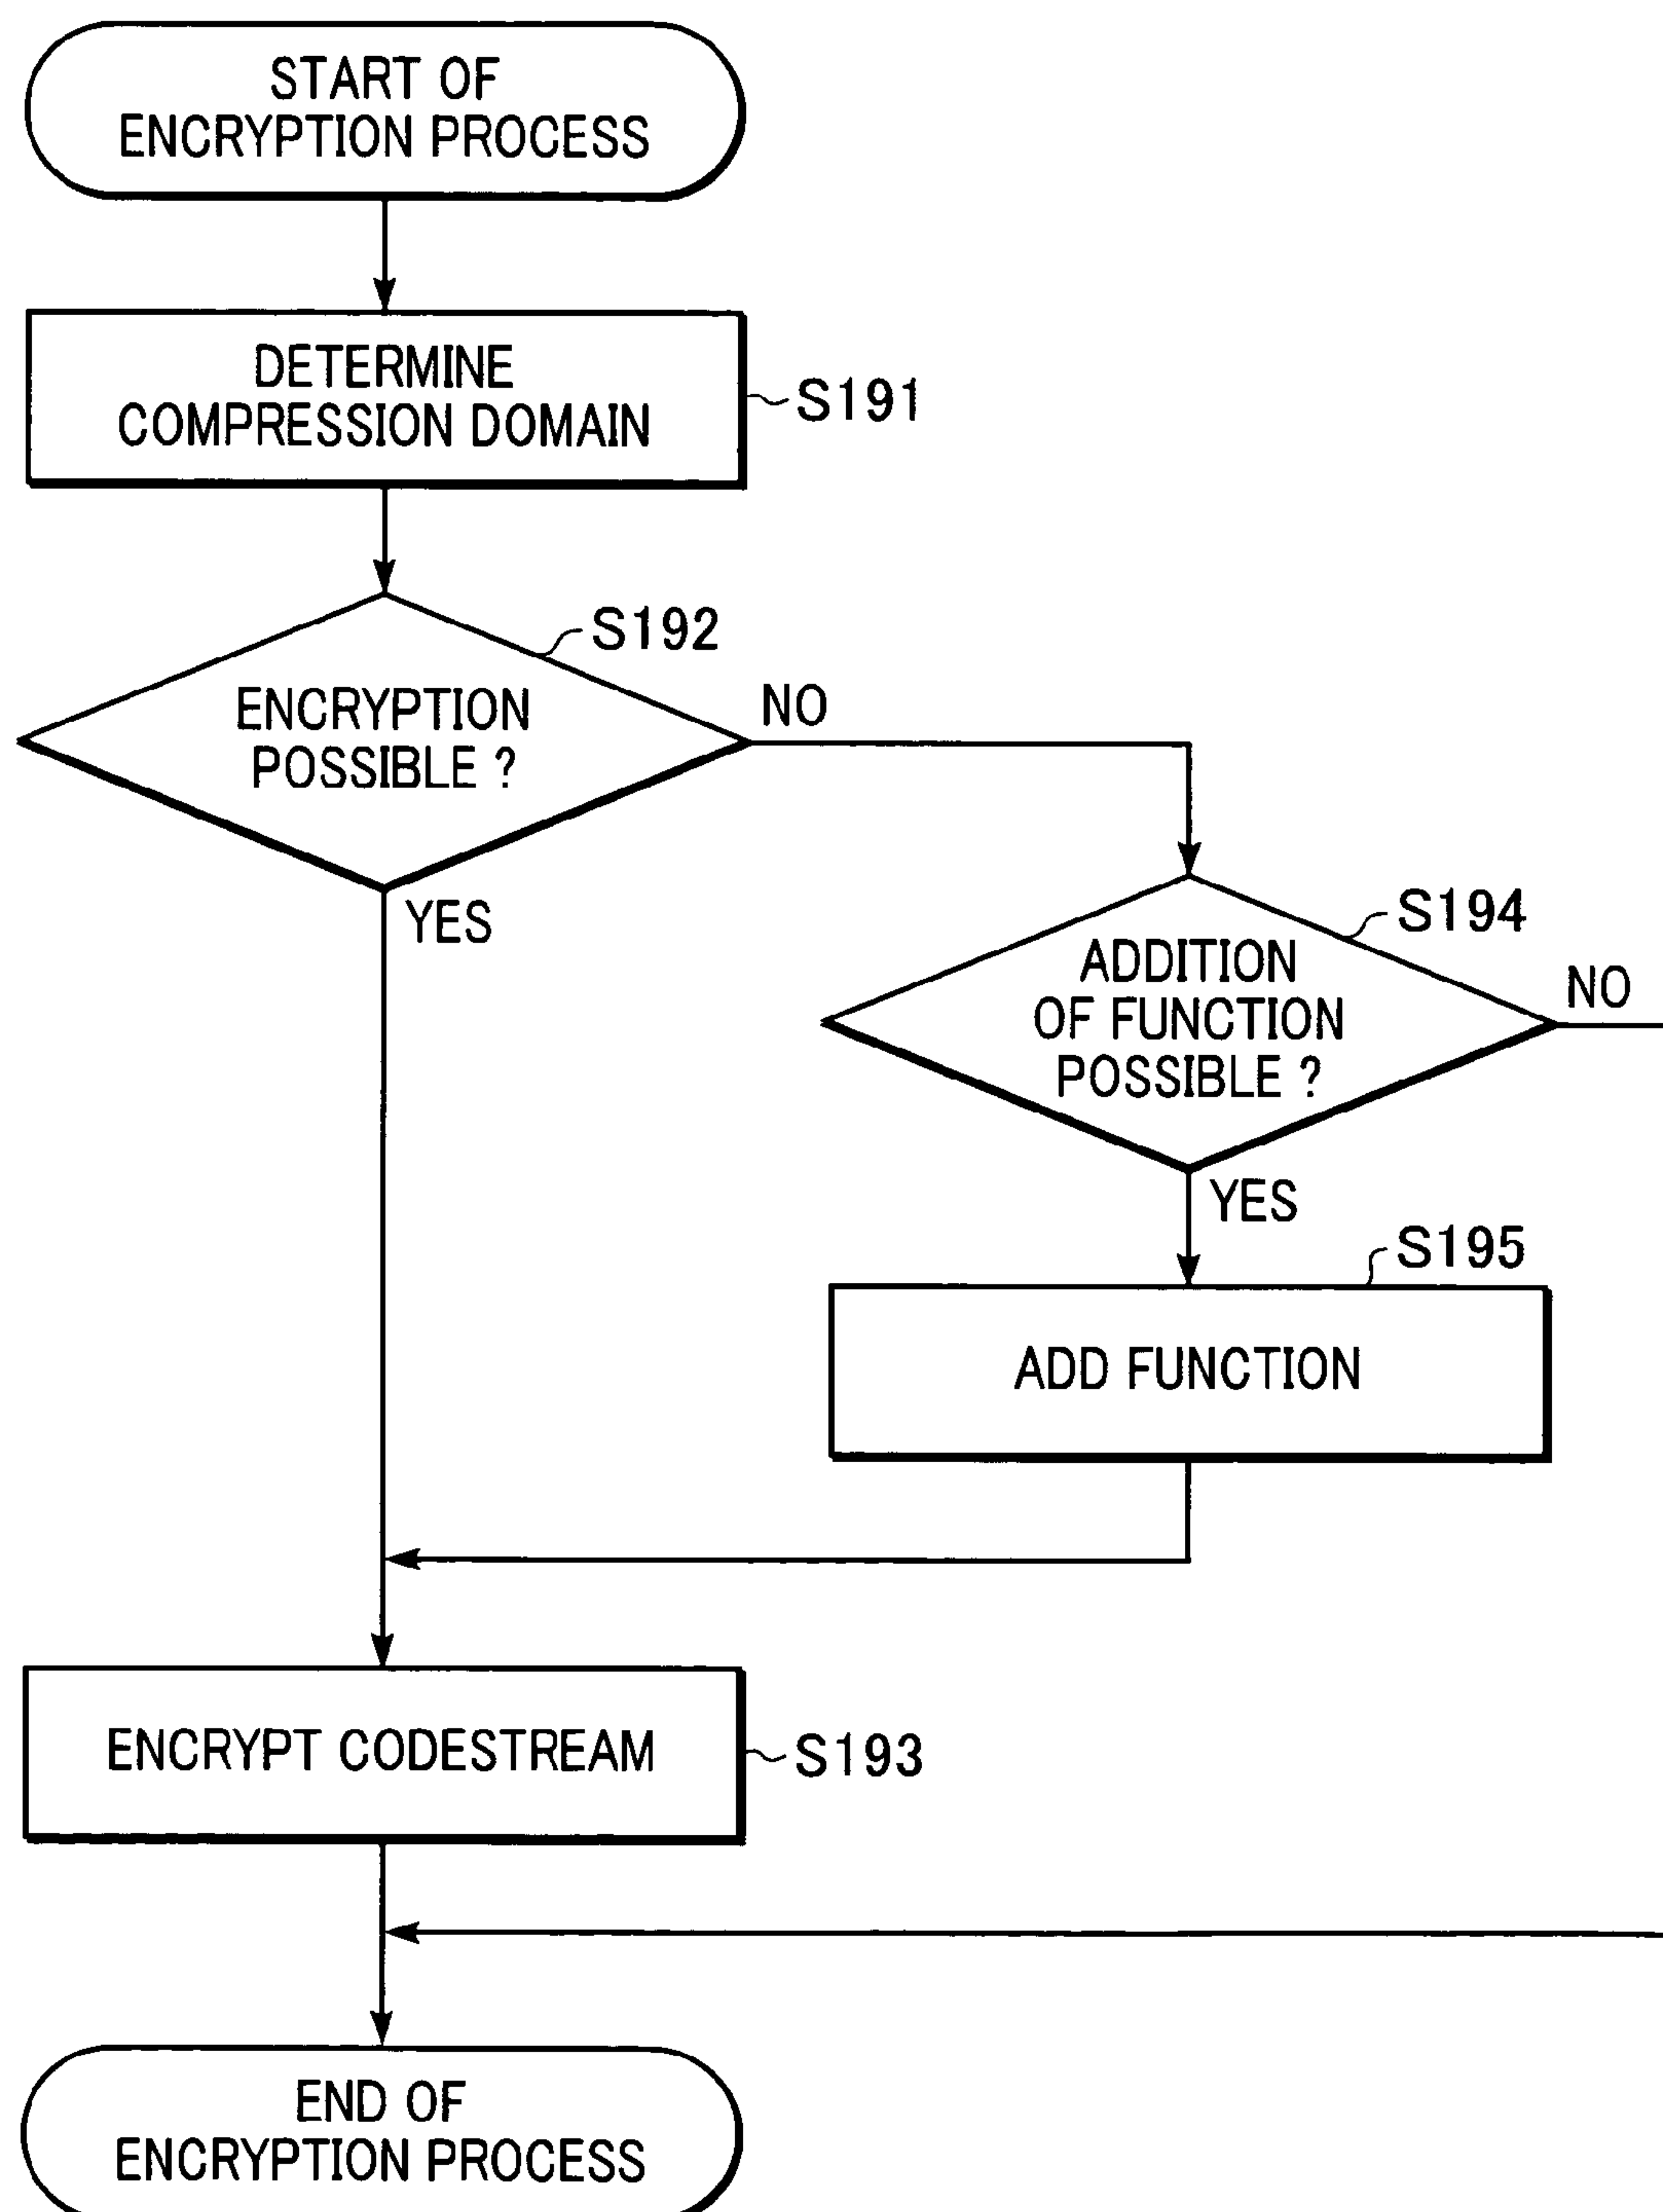 START OF
ENCRYPTION PROCESS
DETERMINE
COMPRESSION DOMAIN
S191
S192
ENCRYPTION
POSSIBLE ?
NO
YES
S194
ADDITION
OF FUNCTION
POSSIBLE ?
NO
YES
S195
ADD FUNCTION
ENCRYPT CODESTREAM
S193
END OF
ENCRYPTION PROCESS